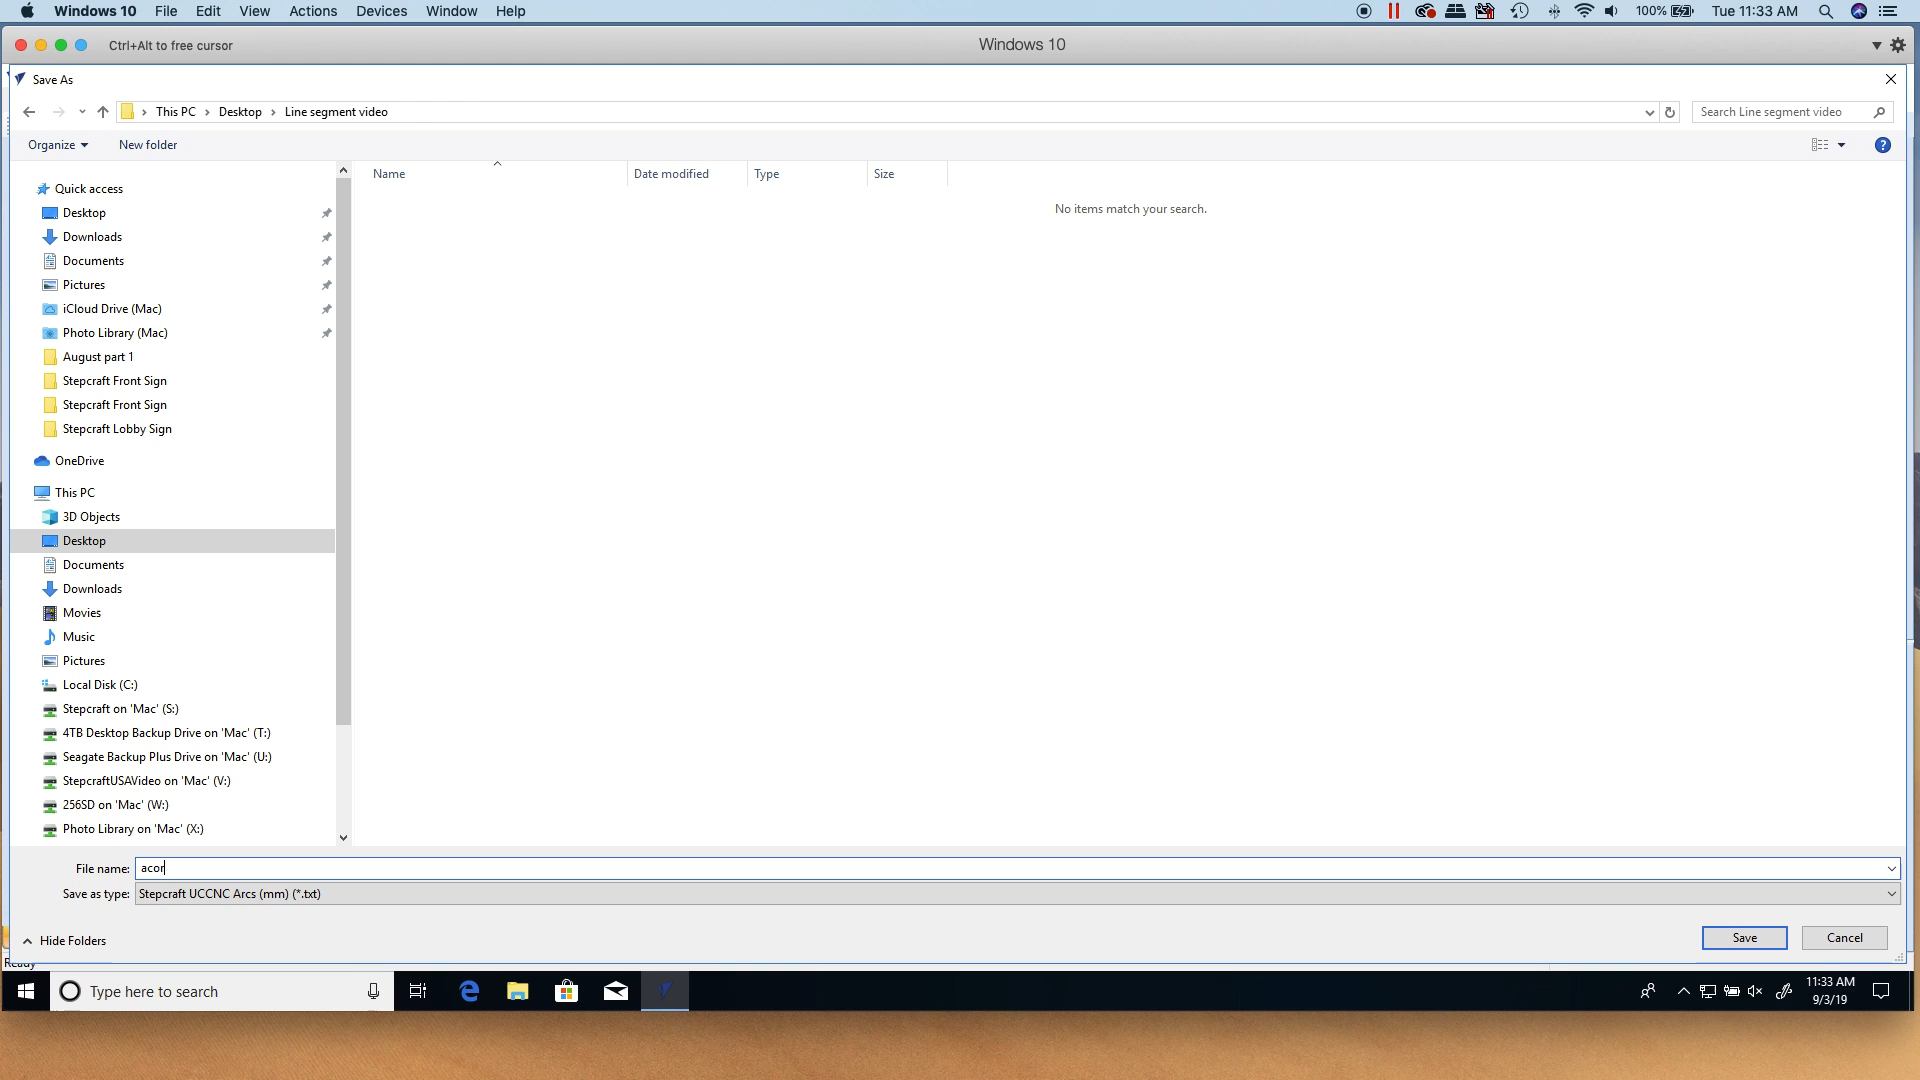 Windows 10 File Edit View Actions Devices Window Help 100% Tue 11:33 AM
Ctrl+Alt to free cursor Windows 10
Save As
This PC Desktop Line segment video Search Line segment video
Organize New folder
Name Date modified Type Size
No items match your search.
Quick access
Desktop
Downloads
Documents
Pictures
iCloud Drive (Mac)
Photo Library (Mac)
August part 1
Stepcraft Front Sign
Stepcraft Front Sign
Stepcraft Lobby Sign
OneDrive
This PC
3D Objects
Desktop
Documents
Downloads
Movies
Music
Pictures
Local Disk (C:)
Stepcraft on 'Mac' (S:)
4TB Desktop Backup Drive on 'Mac' (T:)
Seagate Backup Plus Drive on 'Mac' (U:)
StepcraftUSAVideo on 'Mac' (V:)
256SD on 'Mac' (W:)
Photo Library on 'Mac' (X:)
File name: acor
Save as type: Stepcraft UCCNC Arcs (mm) (*.txt)
Hide Folders Save Cancel
Ready
Type here to search 11:33 AM
9/3/19